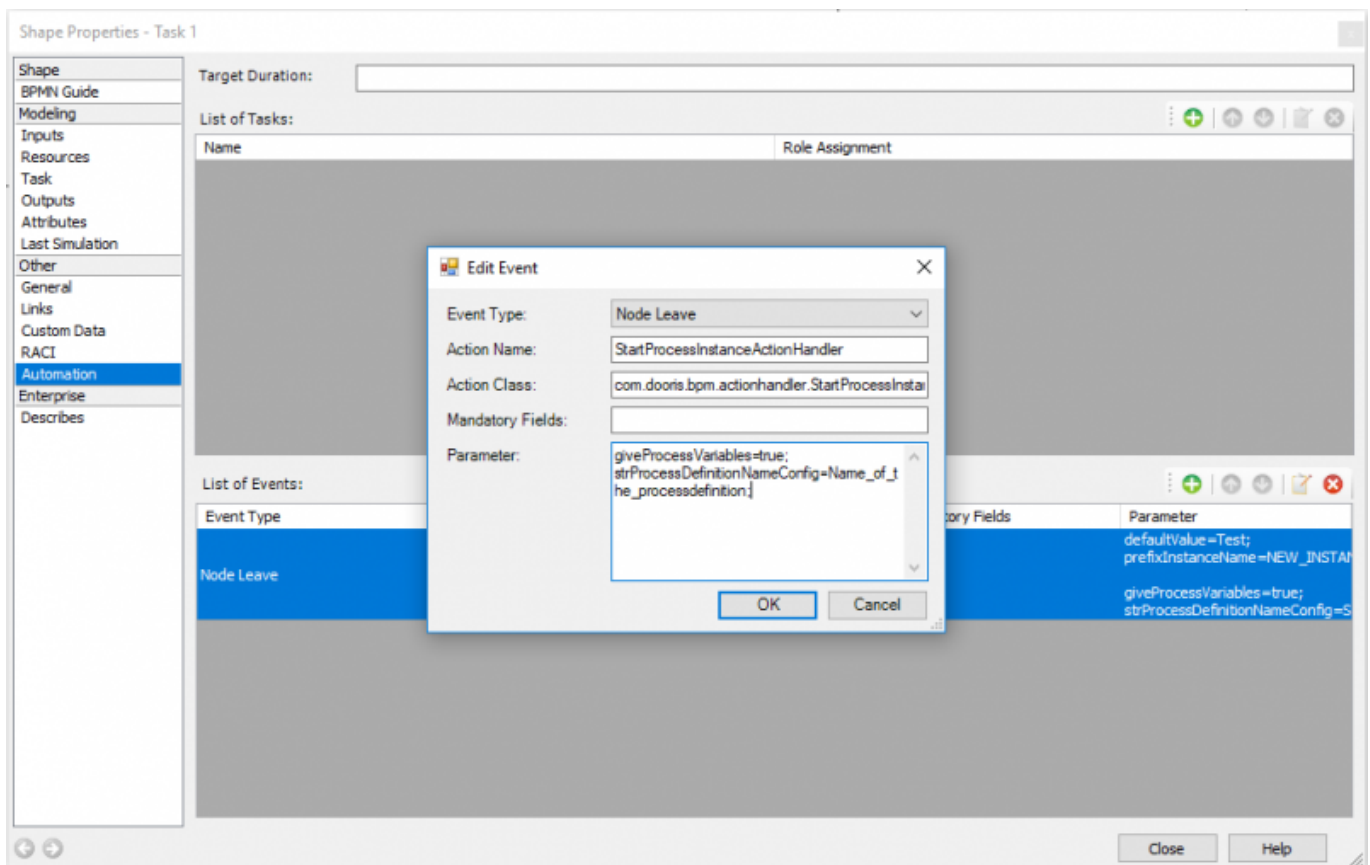 Shape Properties - Task 1
Shape
BPMN Guide
Modeling
Inputs
Resources
Task
Outputs
Attributes
Last Simulation
Other
General
Links
Custom Data
RACI
Automation
Enterprise
Describes
Target Duration:
List of Tasks:
Name Role Assignment
Edit Event
Event Type: Node Leave
Action Name: StartProcessInstanceActionHandler
Action Class: com.dooris.bpm.actionhandler.StartProcessInstan
Mandatory Fields:
Parameter: giveProcessVariables=true;
strProcessDefinitionNameConfig=Name_of_t
he_processdefinition;
OK Cancel
List of Events:
Event Type tory Fields Parameter
Node Leave
defaultValue=Test;
prefixInstanceName=NEW_INSTAN
giveProcessVariables=true;
strProcessDefinitionNameConfig=S
Close Help